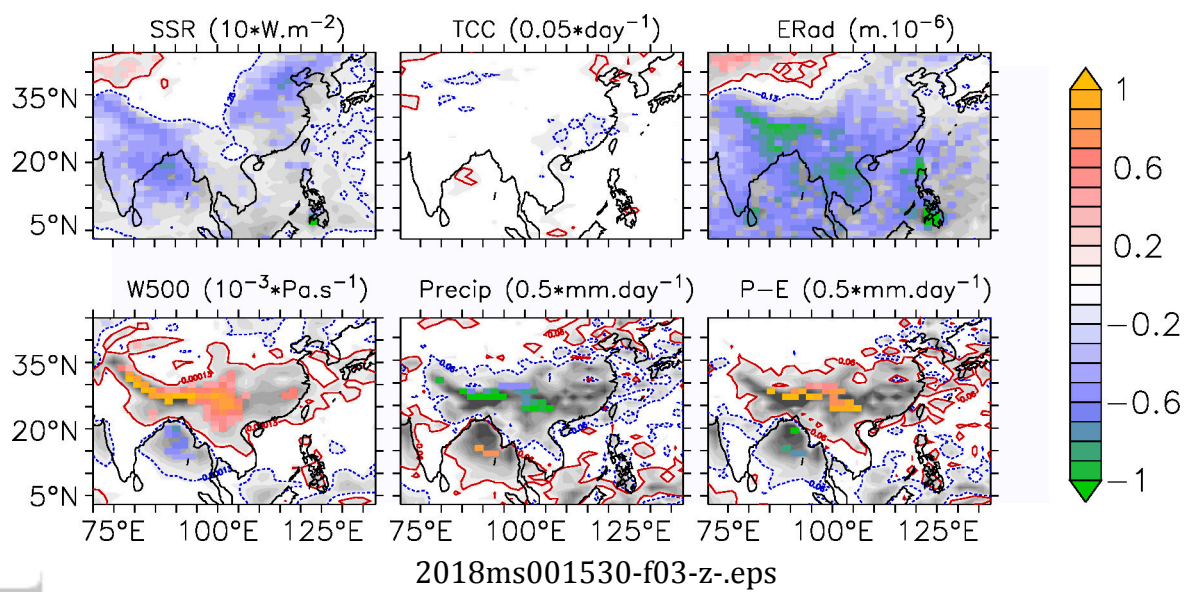 SSR (10*W.m⁻²) TCC (0.05*day⁻¹) ERad (m.10⁻⁶)
35°N
20°N
5°N
1
0.6
0.2
−0.2
−0.6
−1
W500 (10⁻³*Pa.s⁻¹) Precip (0.5*mm.day⁻¹) P−E (0.5*mm.day⁻¹)
35°N
20°N
5°N
75°E 100°E 125°E 75°E 100°E 125°E 75°E 100°E 125°E
2018ms001530-f03-z-.eps